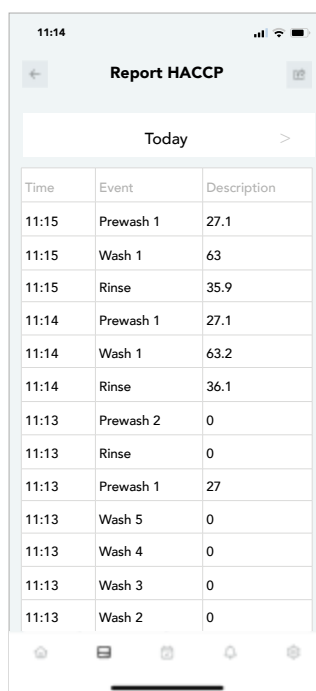 11:14
Report HACCP
Today >
Time Event Description
11:15 Prewash 1 27.1
11:15 Wash 1 63
11:15 Rinse 35.9
11:14 Prewash 1 27.1
11:14 Wash 1 63.2
11:14 Rinse 36.1
11:13 Prewash 2 0
11:13 Rinse 0
11:13 Prewash 1 27
11:13 Wash 5 0
11:13 Wash 4 0
11:13 Wash 3 0
11:13 Wash 2 0